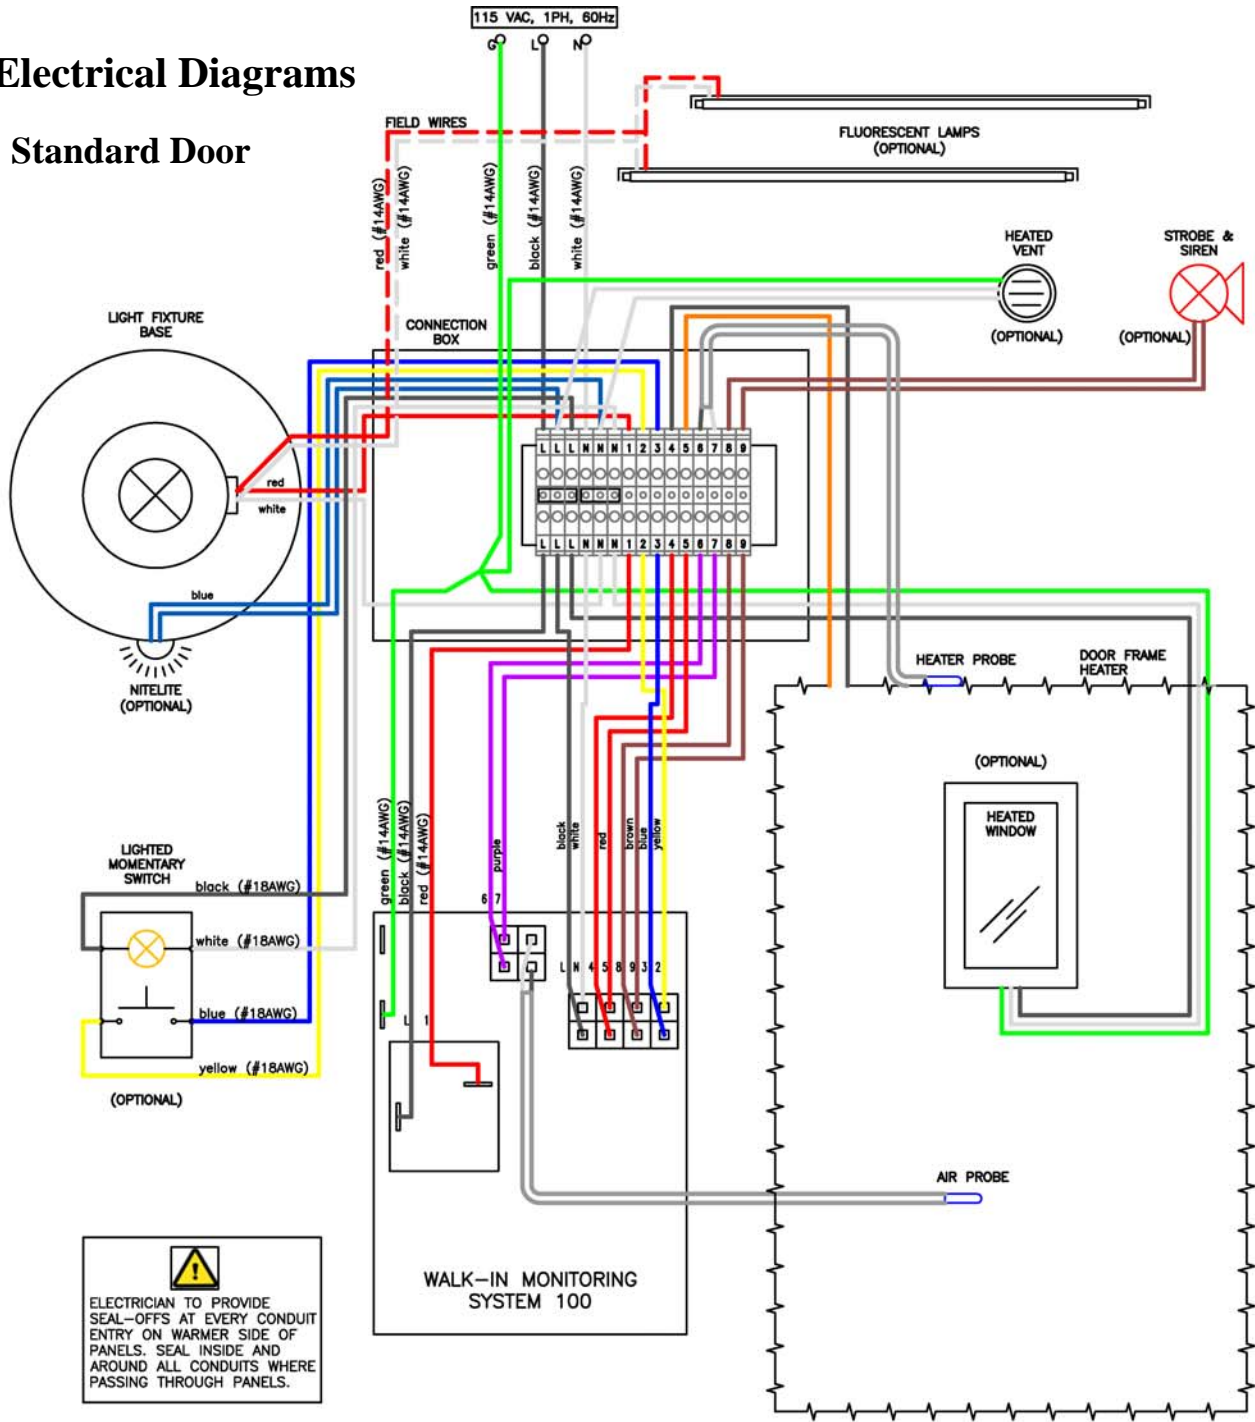 115 VAC, 1PH, 60Hz
G L N
Electrical Diagrams
Standard Door
FIELD WIRES
FLUORESCENT LAMPS
(OPTIONAL)
red (#14AWG)
white (#14AWG)
green (#14AWG)
black (#14AWG)
white (#14AWG)
HEATED
VENT
(OPTIONAL)
STROBE &
SIREN
(OPTIONAL)
LIGHT FIXTURE
BASE
CONNECTION
BOX
L L L N N N 1 2 3 4 5 6 7 8 9
red
white
L L L N N N 1 2 3 4 5 6 7 8 9
blue
NITELITE
(OPTIONAL)
HEATER PROBE
DOOR FRAME
HEATER
(OPTIONAL)
HEATED
WINDOW
LIGHTED
MOMENTARY
SWITCH
black (#18AWG)
white (#18AWG)
blue (#18AWG)
yellow (#18AWG)
(OPTIONAL)
green (#14AWG)
black (#14AWG)
red (#14AWG)
purple
black
white
red
brown
blue
yellow
6 7
L N 4 5 8 9 3 2
L 1
AIR PROBE
WALK-IN MONITORING
SYSTEM 100
!
ELECTRICIAN TO PROVIDE
SEAL-OFFS AT EVERY CONDUIT
ENTRY ON WARMER SIDE OF
PANELS. SEAL INSIDE AND
AROUND ALL CONDUITS WHERE
PASSING THROUGH PANELS.